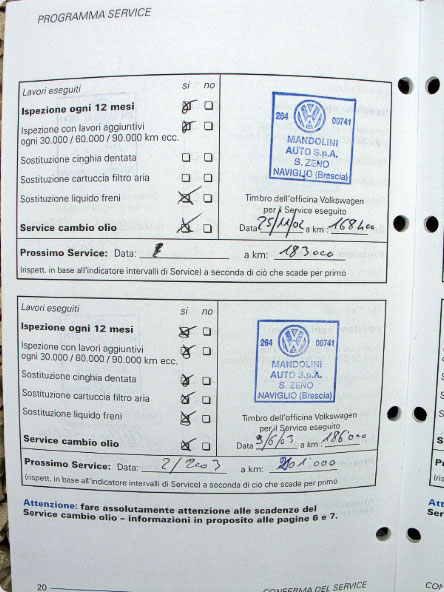 PROGRAMMA SERVICE
Lavori eseguiti si no
Ispezione ogni 12 mesi
Ispezione con lavori aggiuntivi
ogni 30.000 / 60.000 / 90.000 km ecc.
Sostituzione cinghia dentata
Sostituzione cartuccia filtro aria
Sostituzione liquido freni
Service cambio olio
264 00741
MANDOLINI
AUTO S.p.A.
S. ZENO
NAVIGLIO (Brescia)
Timbro dell'officina Volkswagen
per il Service eseguito
Data 25/11/02 a km : 168400
Prossimo Service: Data: a km: 183000
(rispett. in base all'indicatore intervalli di Service) a seconda di ciò che scade per primo
Lavori eseguiti si no
Ispezione ogni 12 mesi
Ispezione con lavori aggiuntivi
ogni 30.000 / 60.000 / 90.000 km ecc.
Sostituzione cinghia dentata
Sostituzione cartuccia filtro aria
Sostituzione liquido freni
Service cambio olio
264 00741
MANDOLINI
AUTO S.p.A.
S. ZENO
NAVIGLIO (Brescia)
Timbro dell'officina Volkswagen
per il Service eseguito
Data 9/6/03 a km : 186000
Prossimo Service: Data: 2/2003 a km: 201'000
(rispett. in base all'indicatore intervalli di Service) a seconda di ciò che scade per primo
Attenzione: fare assolutamente attenzione alle scadenze del
Service cambio olio – informazioni in proposito alle pagine 6 e 7.
20 CONFERMA DEL SERVICE